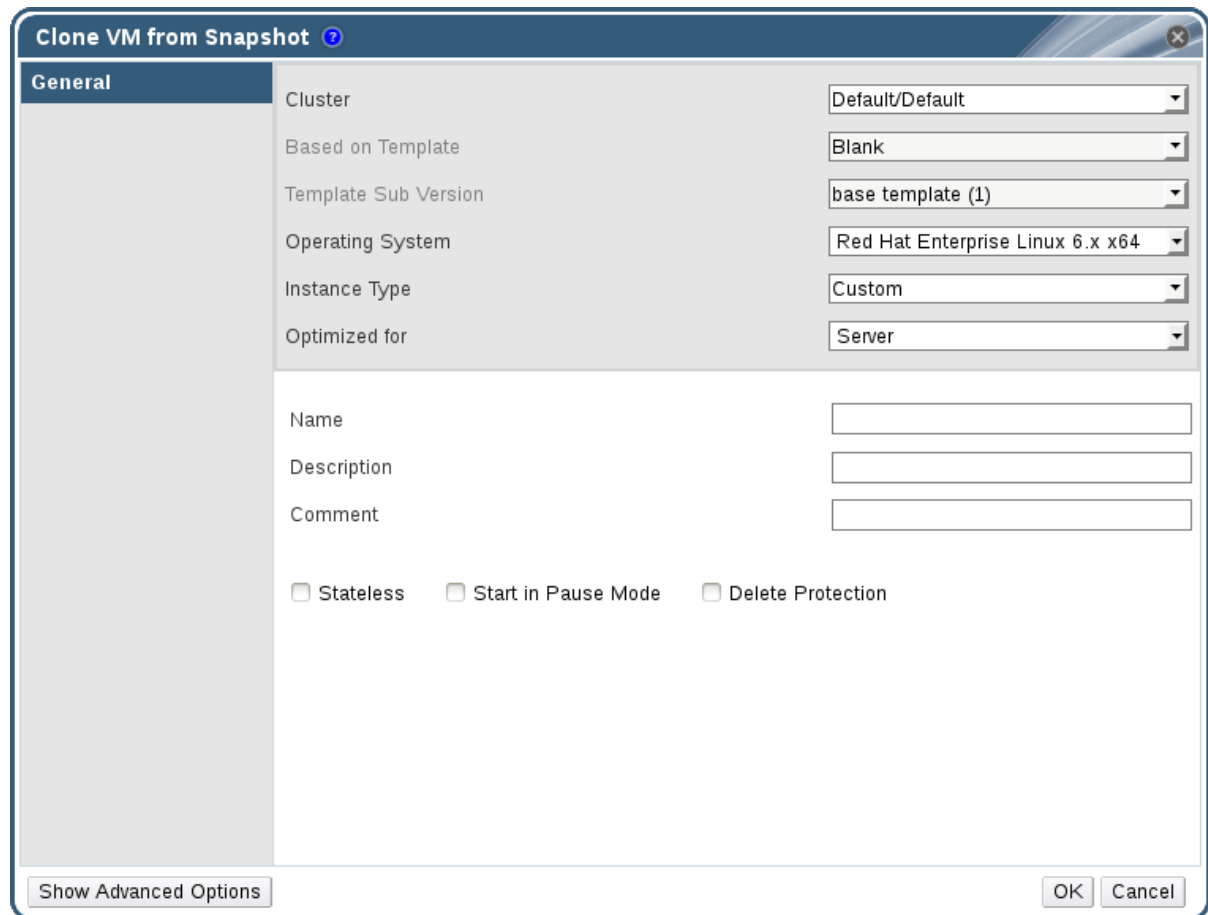 Clone VM from Snapshot ?
General
Cluster Default/Default
Based on Template Blank
Template Sub Version base template (1)
Operating System Red Hat Enterprise Linux 6.x x64
Instance Type Custom
Optimized for Server
Name
Description
Comment
Stateless Start in Pause Mode Delete Protection
Show Advanced Options OK Cancel